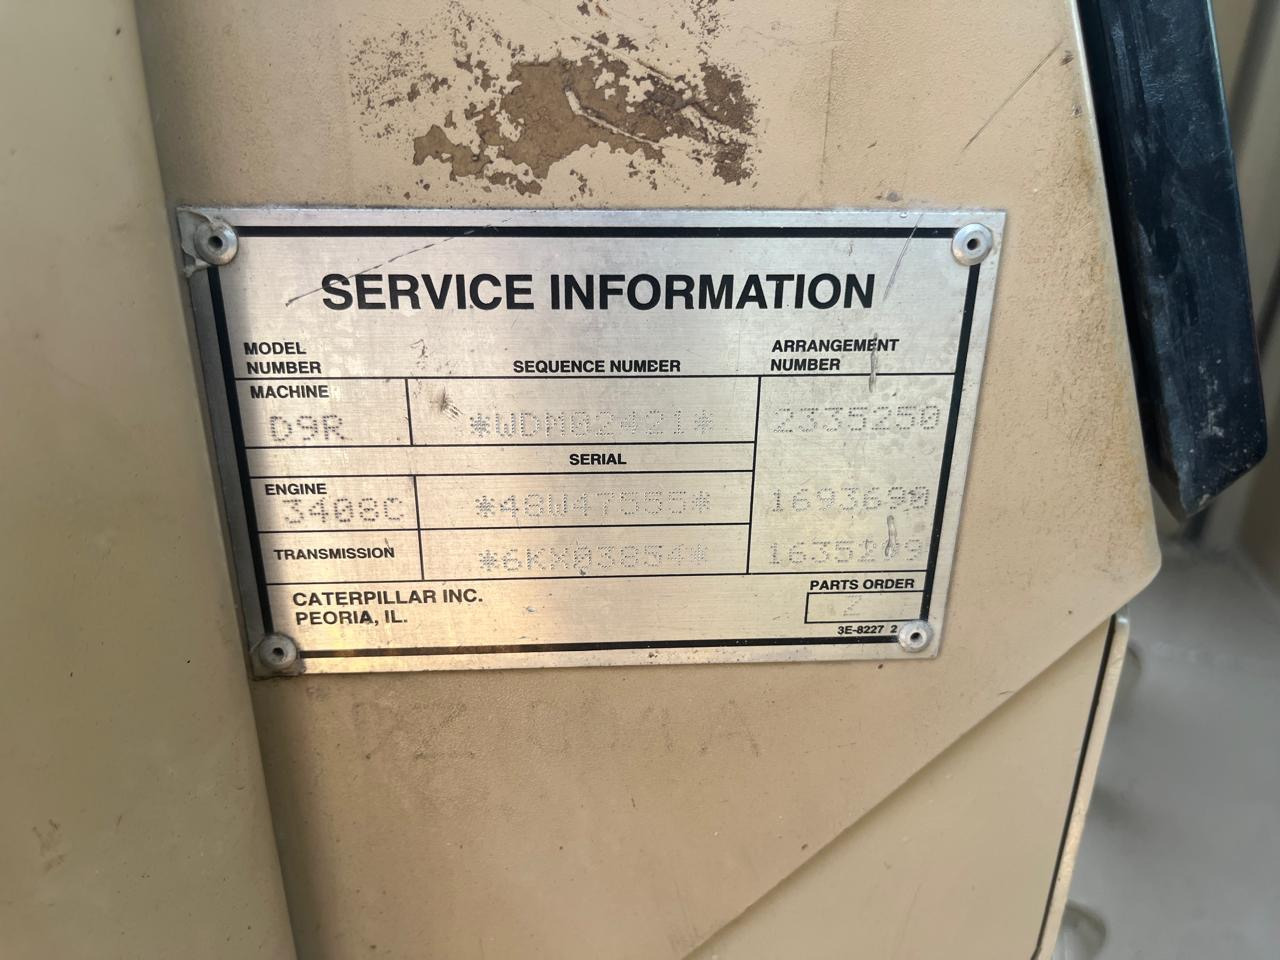 SERVICE INFORMATION
MODEL NUMBER
SEQUENCE NUMBER
ARRANGEMENT NUMBER
MACHINE
D9R
*WDM02421*
2335250
SERIAL
ENGINE
3408C
*48W47555*
1693690
TRANSMISSION
*6KX03854*
CATERPILLAR INC.
PEORIA, IL.
PARTS ORDER
Z
3E-8227 2